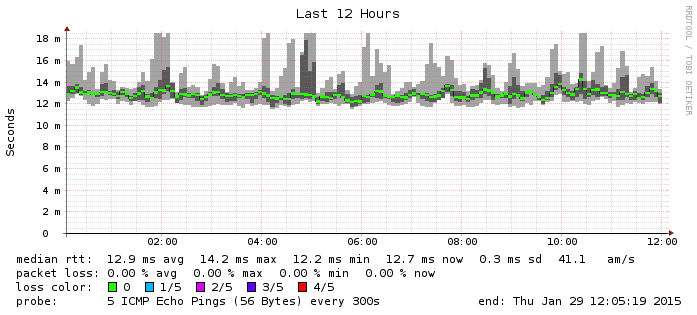 Last 12 Hours
RRDTOOL / TOBI OETIKER
Seconds
18 m
16 m
14 m
12 m
10 m
8 m
6 m
4 m
2 m
0
02:00 04:00 06:00 08:00 10:00 12:00
median rtt: 12.9 ms avg 14.2 ms max 12.2 ms min 12.7 ms now 0.3 ms sd 41.1 am/s
packet loss: 0.00 % avg 0.00 % max 0.00 % min 0.00 % now
loss color: 0 1/5 2/5 3/5 4/5
probe: 5 ICMP Echo Pings (56 Bytes) every 300s end: Thu Jan 29 12:05:19 2015